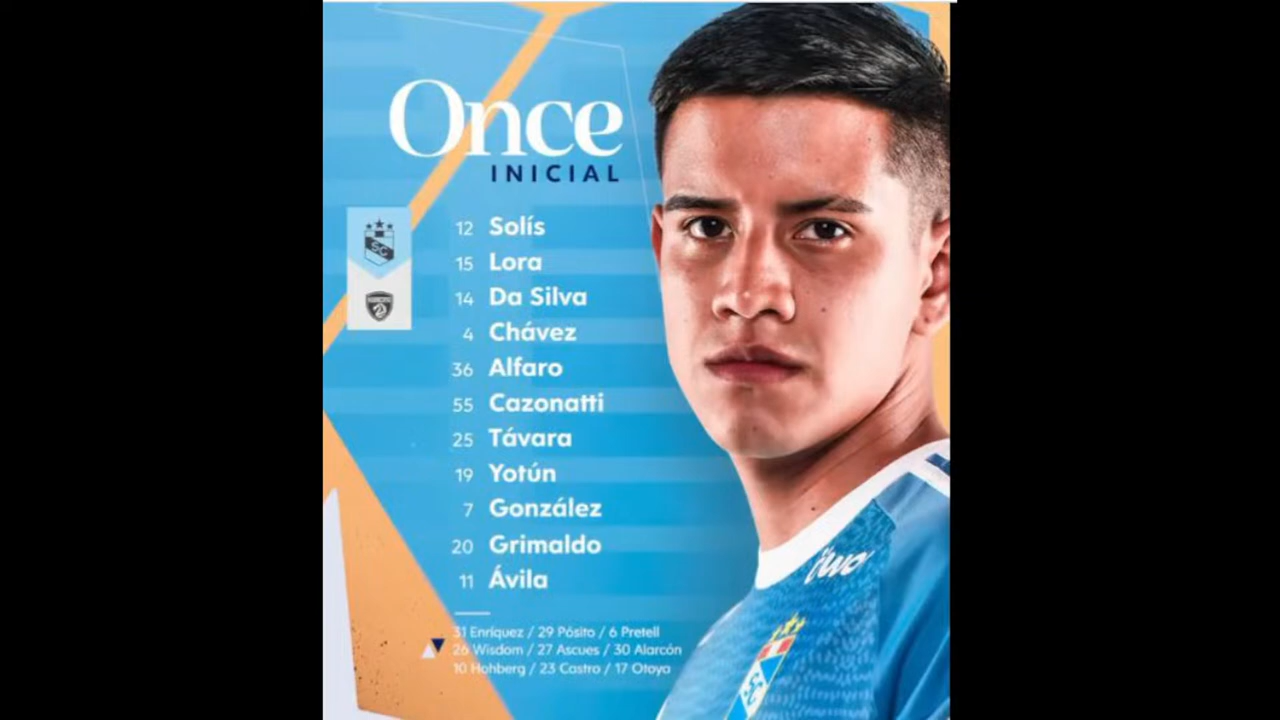 Once
INICIAL
SC
12 Solís
15 Lora
14 Da Silva
4 Chávez
36 Alfaro
55 Cazonatti
25 Távara
19 Yotún
7 González
20 Grimaldo
11 Ávila
31 Enríquez / 29 Pósito / 6 Pretell
26 Wisdom / 27 Ascues / 30 Alarcón
10 Hohberg / 23 Castro / 17 Otoya